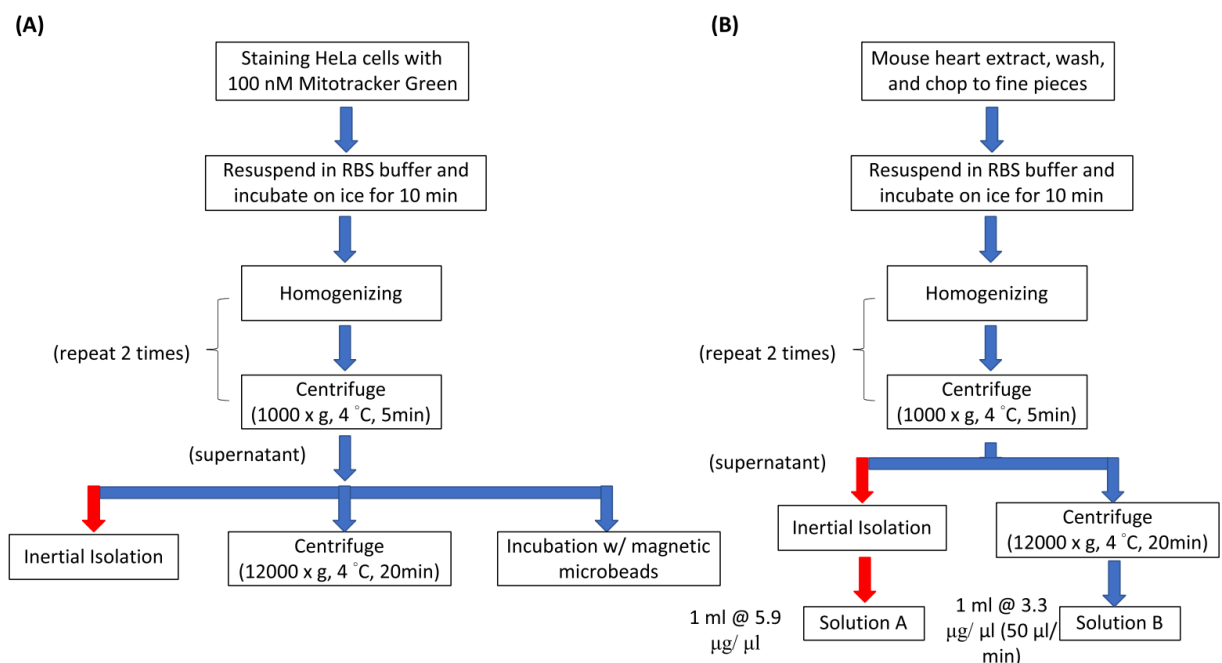 (A)
Staining HeLa cells with
100 nM Mitotracker Green
Resuspend in RBS buffer and
incubate on ice for 10 min
Homogenizing
(repeat 2 times)
Centrifuge
(1000 x g, 4 °C, 5min)
(supernatant)
Inertial Isolation
Centrifuge
(12000 x g, 4 °C, 20min)
Incubation w/ magnetic
microbeads
(B)
Mouse heart extract, wash,
and chop to fine pieces
Resuspend in RBS buffer and
incubate on ice for 10 min
Homogenizing
(repeat 2 times)
Centrifuge
(1000 x g, 4 °C, 5min)
(supernatant)
Inertial Isolation
Centrifuge
(12000 x g, 4 °C, 20min)
1 ml @ 5.9
μg/ μl
Solution A
1 ml @ 3.3
μg/ μl (50 μl/
min)
Solution B